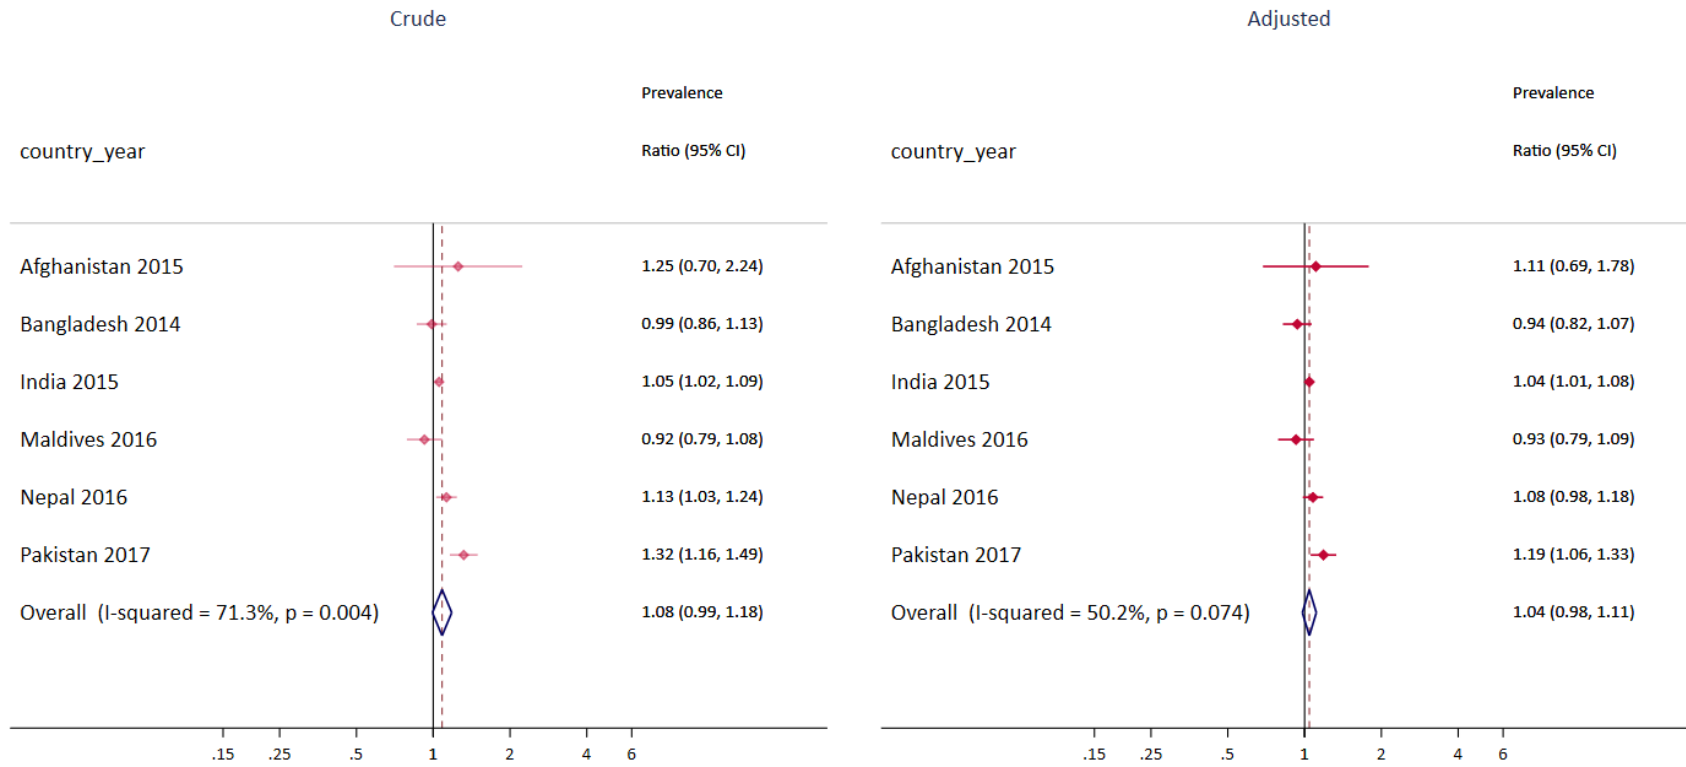 Crude
Prevalence
country_year
Ratio (95% CI)
Afghanistan 2015
1.25 (0.70, 2.24)
Bangladesh 2014
0.99 (0.86, 1.13)
India 2015
1.05 (1.02, 1.09)
Maldives 2016
0.92 (0.79, 1.08)
Nepal 2016
1.13 (1.03, 1.24)
Pakistan 2017
1.32 (1.16, 1.49)
Overall (I-squared = 71.3%, p = 0.004)
1.08 (0.99, 1.18)
.15 .25 .5 1 2 4 6
Adjusted
Prevalence
country_year
Ratio (95% CI)
Afghanistan 2015
1.11 (0.69, 1.78)
Bangladesh 2014
0.94 (0.82, 1.07)
India 2015
1.04 (1.01, 1.08)
Maldives 2016
0.93 (0.79, 1.09)
Nepal 2016
1.08 (0.98, 1.18)
Pakistan 2017
1.19 (1.06, 1.33)
Overall (I-squared = 50.2%, p = 0.074)
1.04 (0.98, 1.11)
.15 .25 .5 1 2 4 6